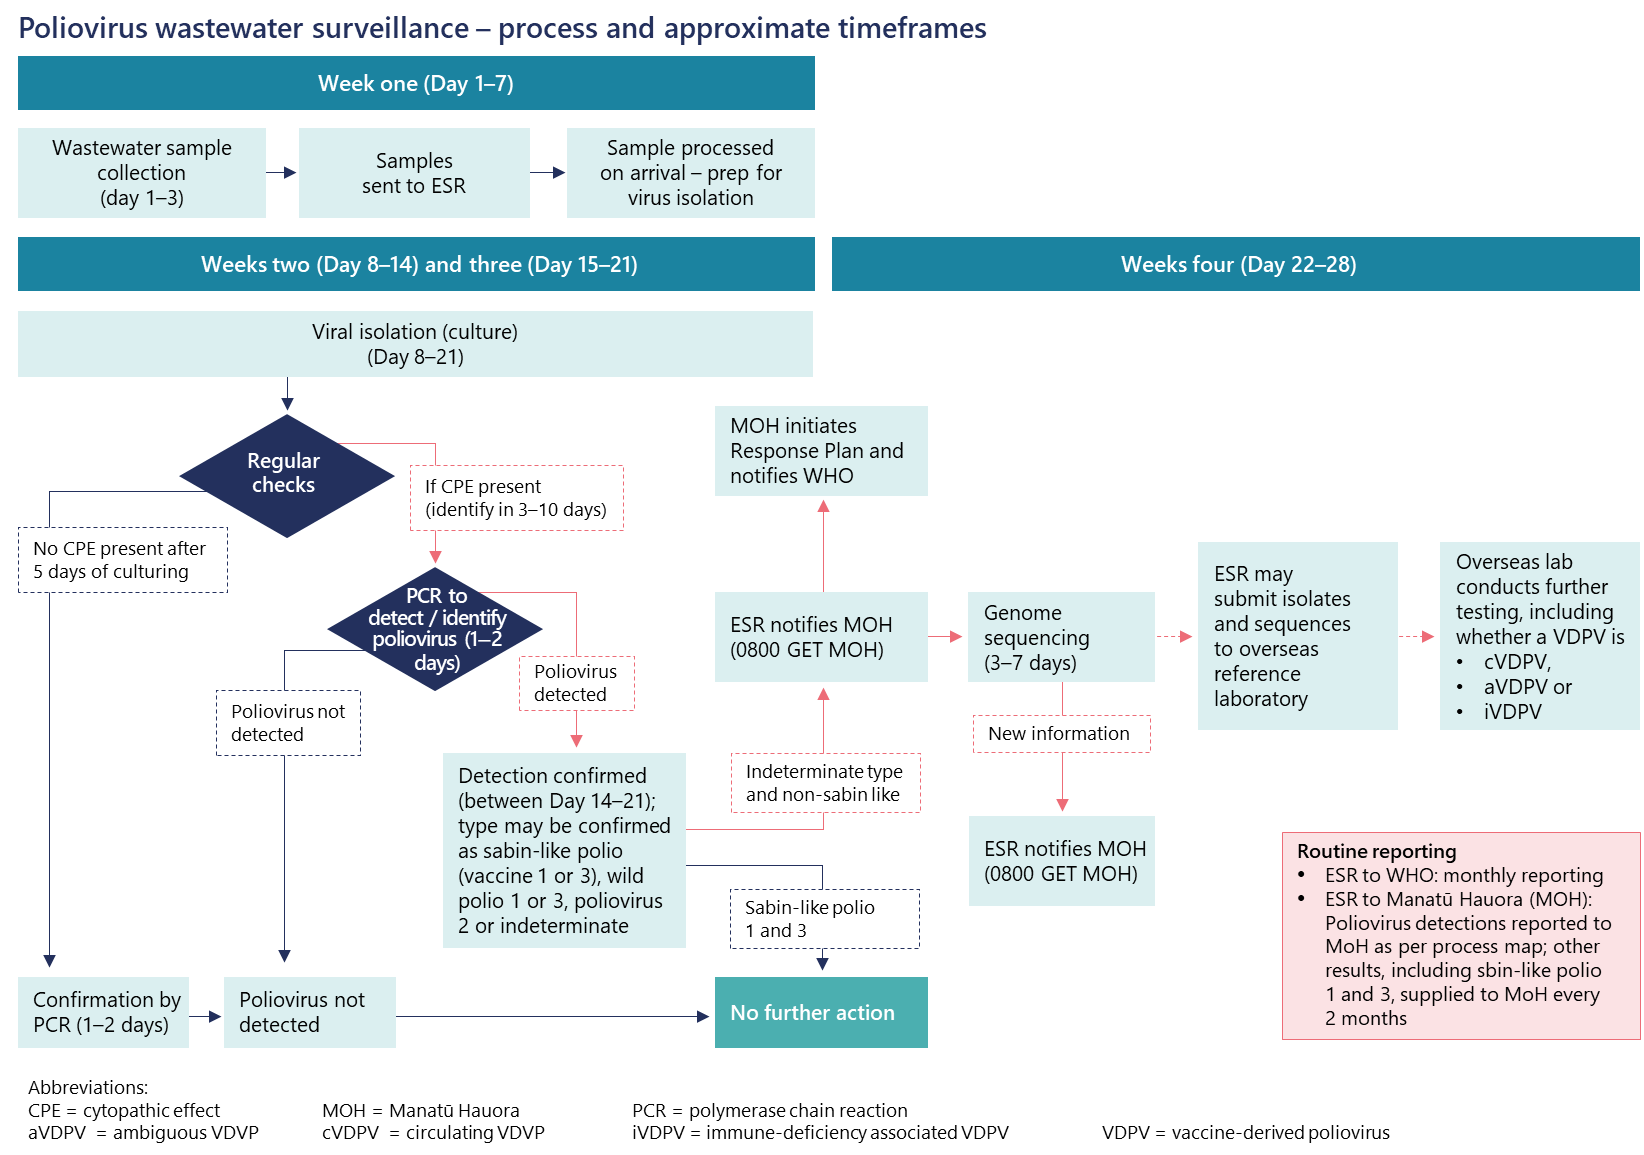 Poliovirus wastewater surveillance – process and approximate timeframes
Week one (Day 1–7)
Wastewater sample
collection
(day 1–3)
Samples
sent to ESR
Sample processed
on arrival – prep for
virus isolation
Weeks two (Day 8–14) and three (Day 15–21)
Weeks four (Day 22–28)
Viral isolation (culture)
(Day 8–21)
Regular
checks
If CPE present
(identify in 3–10 days)
No CPE present after
5 days of culturing
PCR to
detect / identify
poliovirus (1–2
days)
Poliovirus
detected
Poliovirus not
detected
Detection confirmed
(between Day 14–21);
type may be confirmed
as sabin-like polio
(vaccine 1 or 3), wild
polio 1 or 3, poliovirus
2 or indeterminate
MOH initiates
Response Plan and
notifies WHO
ESR notifies MOH
(0800 GET MOH)
Indeterminate type
and non-sabin like
Sabin-like polio
1 and 3
Genome
sequencing
(3–7 days)
New information
ESR notifies MOH
(0800 GET MOH)
ESR may
submit isolates
and sequences
to overseas
reference
laboratory
Overseas lab
conducts further
testing, including
whether a VDPV is
• cVDPV,
• aVDPV or
• iVDPV
Confirmation by
PCR (1–2 days)
Poliovirus not
detected
No further action
Routine reporting
• ESR to WHO: monthly reporting
• ESR to Manatū Hauora (MOH):
Poliovirus detections reported to
MoH as per process map; other
results, including sbin-like polio
1 and 3, supplied to MoH every
2 months
Abbreviations:
CPE = cytopathic effect
MOH = Manatū Hauora
PCR = polymerase chain reaction
aVDPV = ambiguous VDVP
cVDPV = circulating VDVP
iVDPV = immune-deficiency associated VDPV
VDPV = vaccine-derived poliovirus